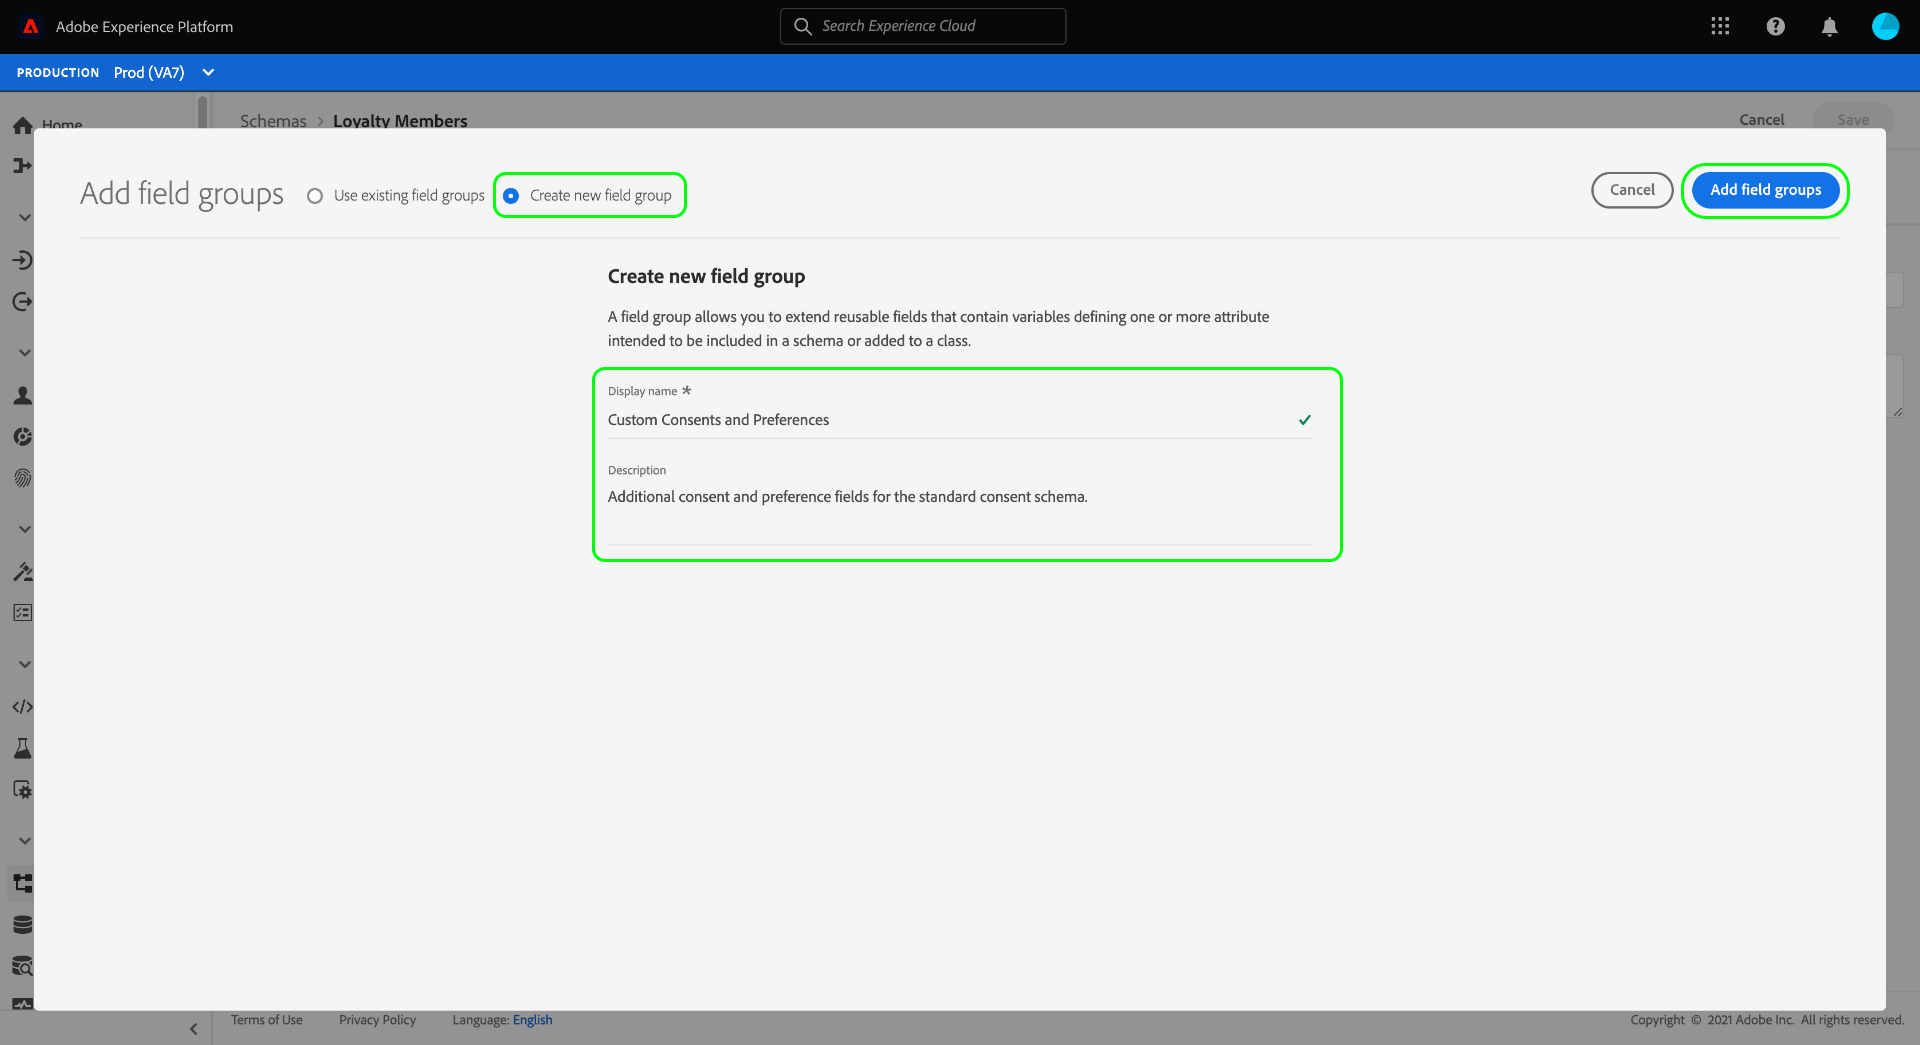 Adobe Experience Platform
Search Experience Cloud
PRODUCTION Prod (VA7)
Home
Schemas > Loyalty Members
Cancel
Save
Add field groups
Use existing field groups
Create new field group
Cancel
Add field groups
Create new field group
A field group allows you to extend reusable fields that contain variables defining one or more attribute
intended to be included in a schema or added to a class.
Display name *
Custom Consents and Preferences
Description
Additional consent and preference fields for the standard consent schema.
Terms of Use
Privacy Policy
Language: English
Copyright © 2021 Adobe Inc. All rights reserved.